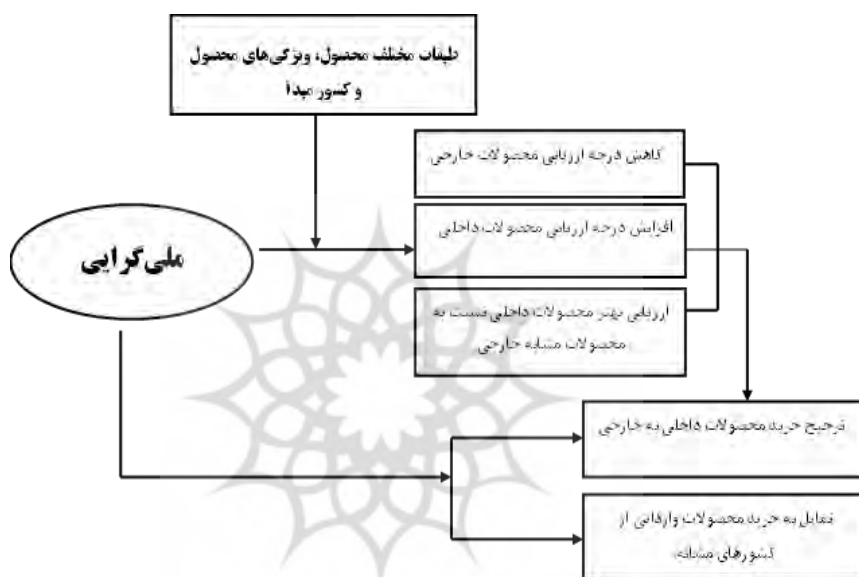 طبقات مختلف محصول، ویژگی‌های محصول
و کشور مبدأ
کاهش درجه ارزیابی محصولات خارجی
افزایش درجه ارزیابی محصولات داخلی
ملی‌گرایی
ارزیابی بهتر محصولات داخلی نسبت به
محصولات مشابه خارجی
ترجیح خرید محصولات داخلی به خارجی
تمایل به خرید محصولات وارداتی از
کشورهای مشابه